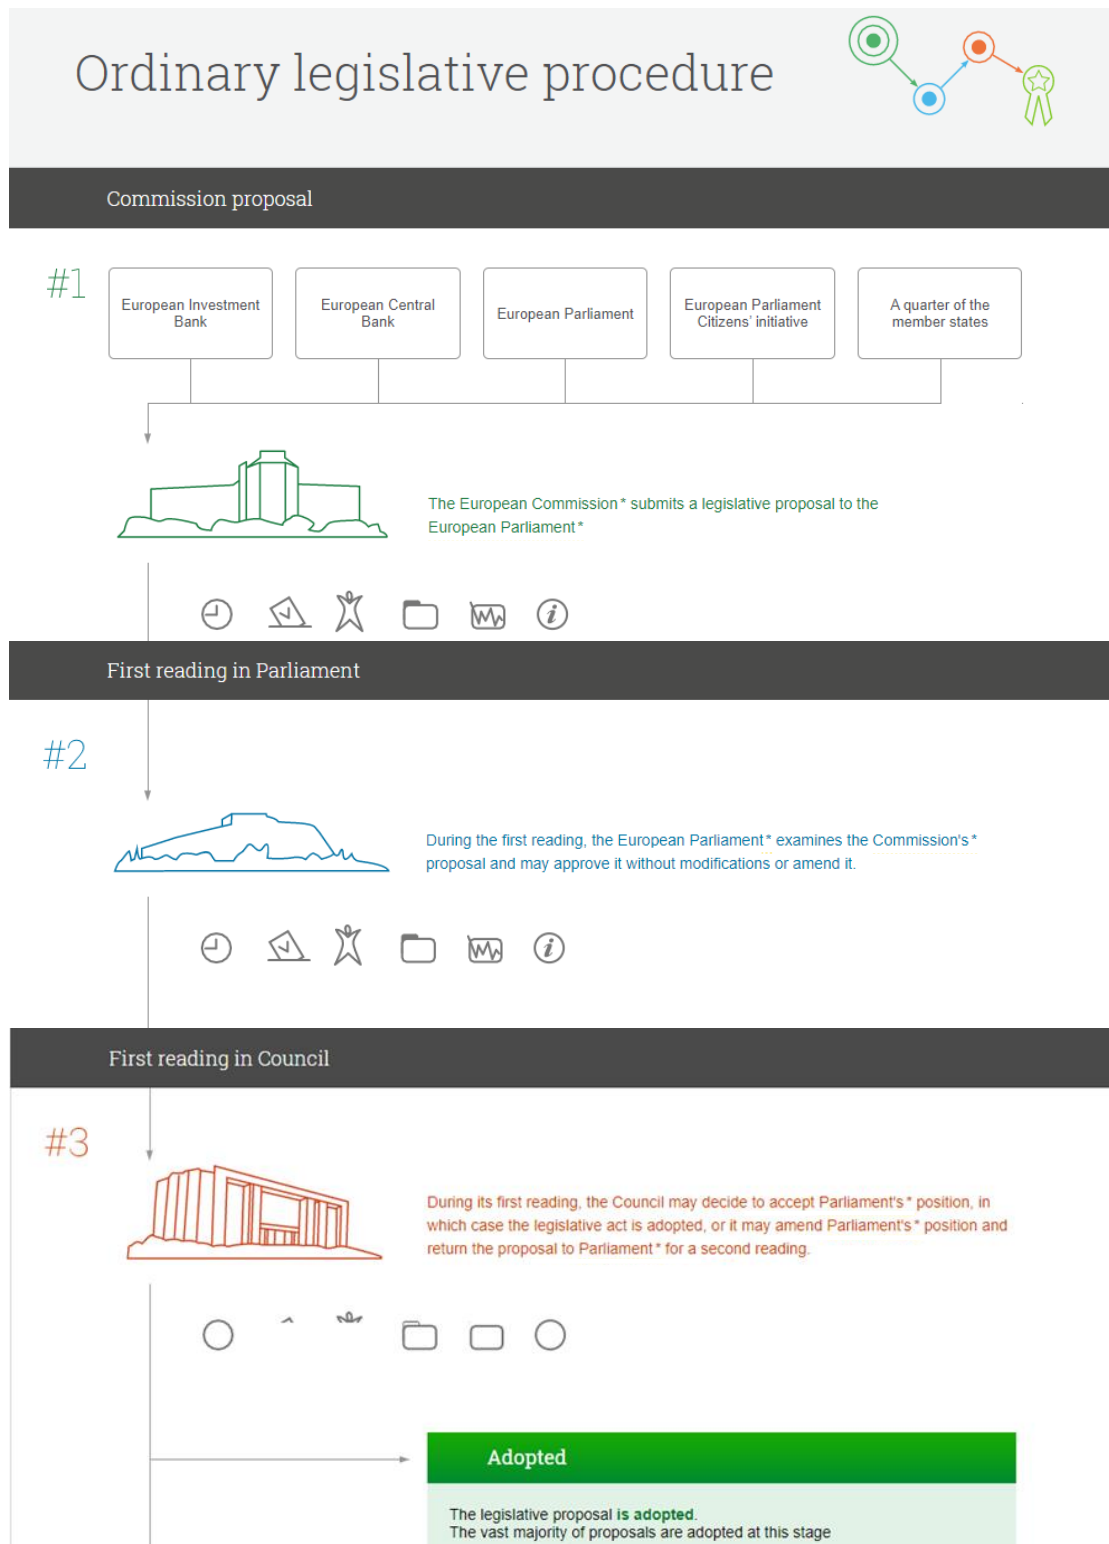 Ordinary legislative procedure
Commission proposal
#1
European Investment
Bank
European Central
Bank
European Parliament
European Parliament
Citizens' initiative
A quarter of the
member states
The European Commission* submits a legislative proposal to the
European Parliament*
First reading in Parliament
#2
During the first reading, the European Parliament* examines the Commission's*
proposal and may approve it without modifications or amend it.
First reading in Council
#3
During its first reading, the Council may decide to accept Parliament's* position, in
which case the legislative act is adopted, or it may amend Parliament's* position and
return the proposal to Parliament* for a second reading.
Adopted
The legislative proposal is adopted.
The vast majority of proposals are adopted at this stage